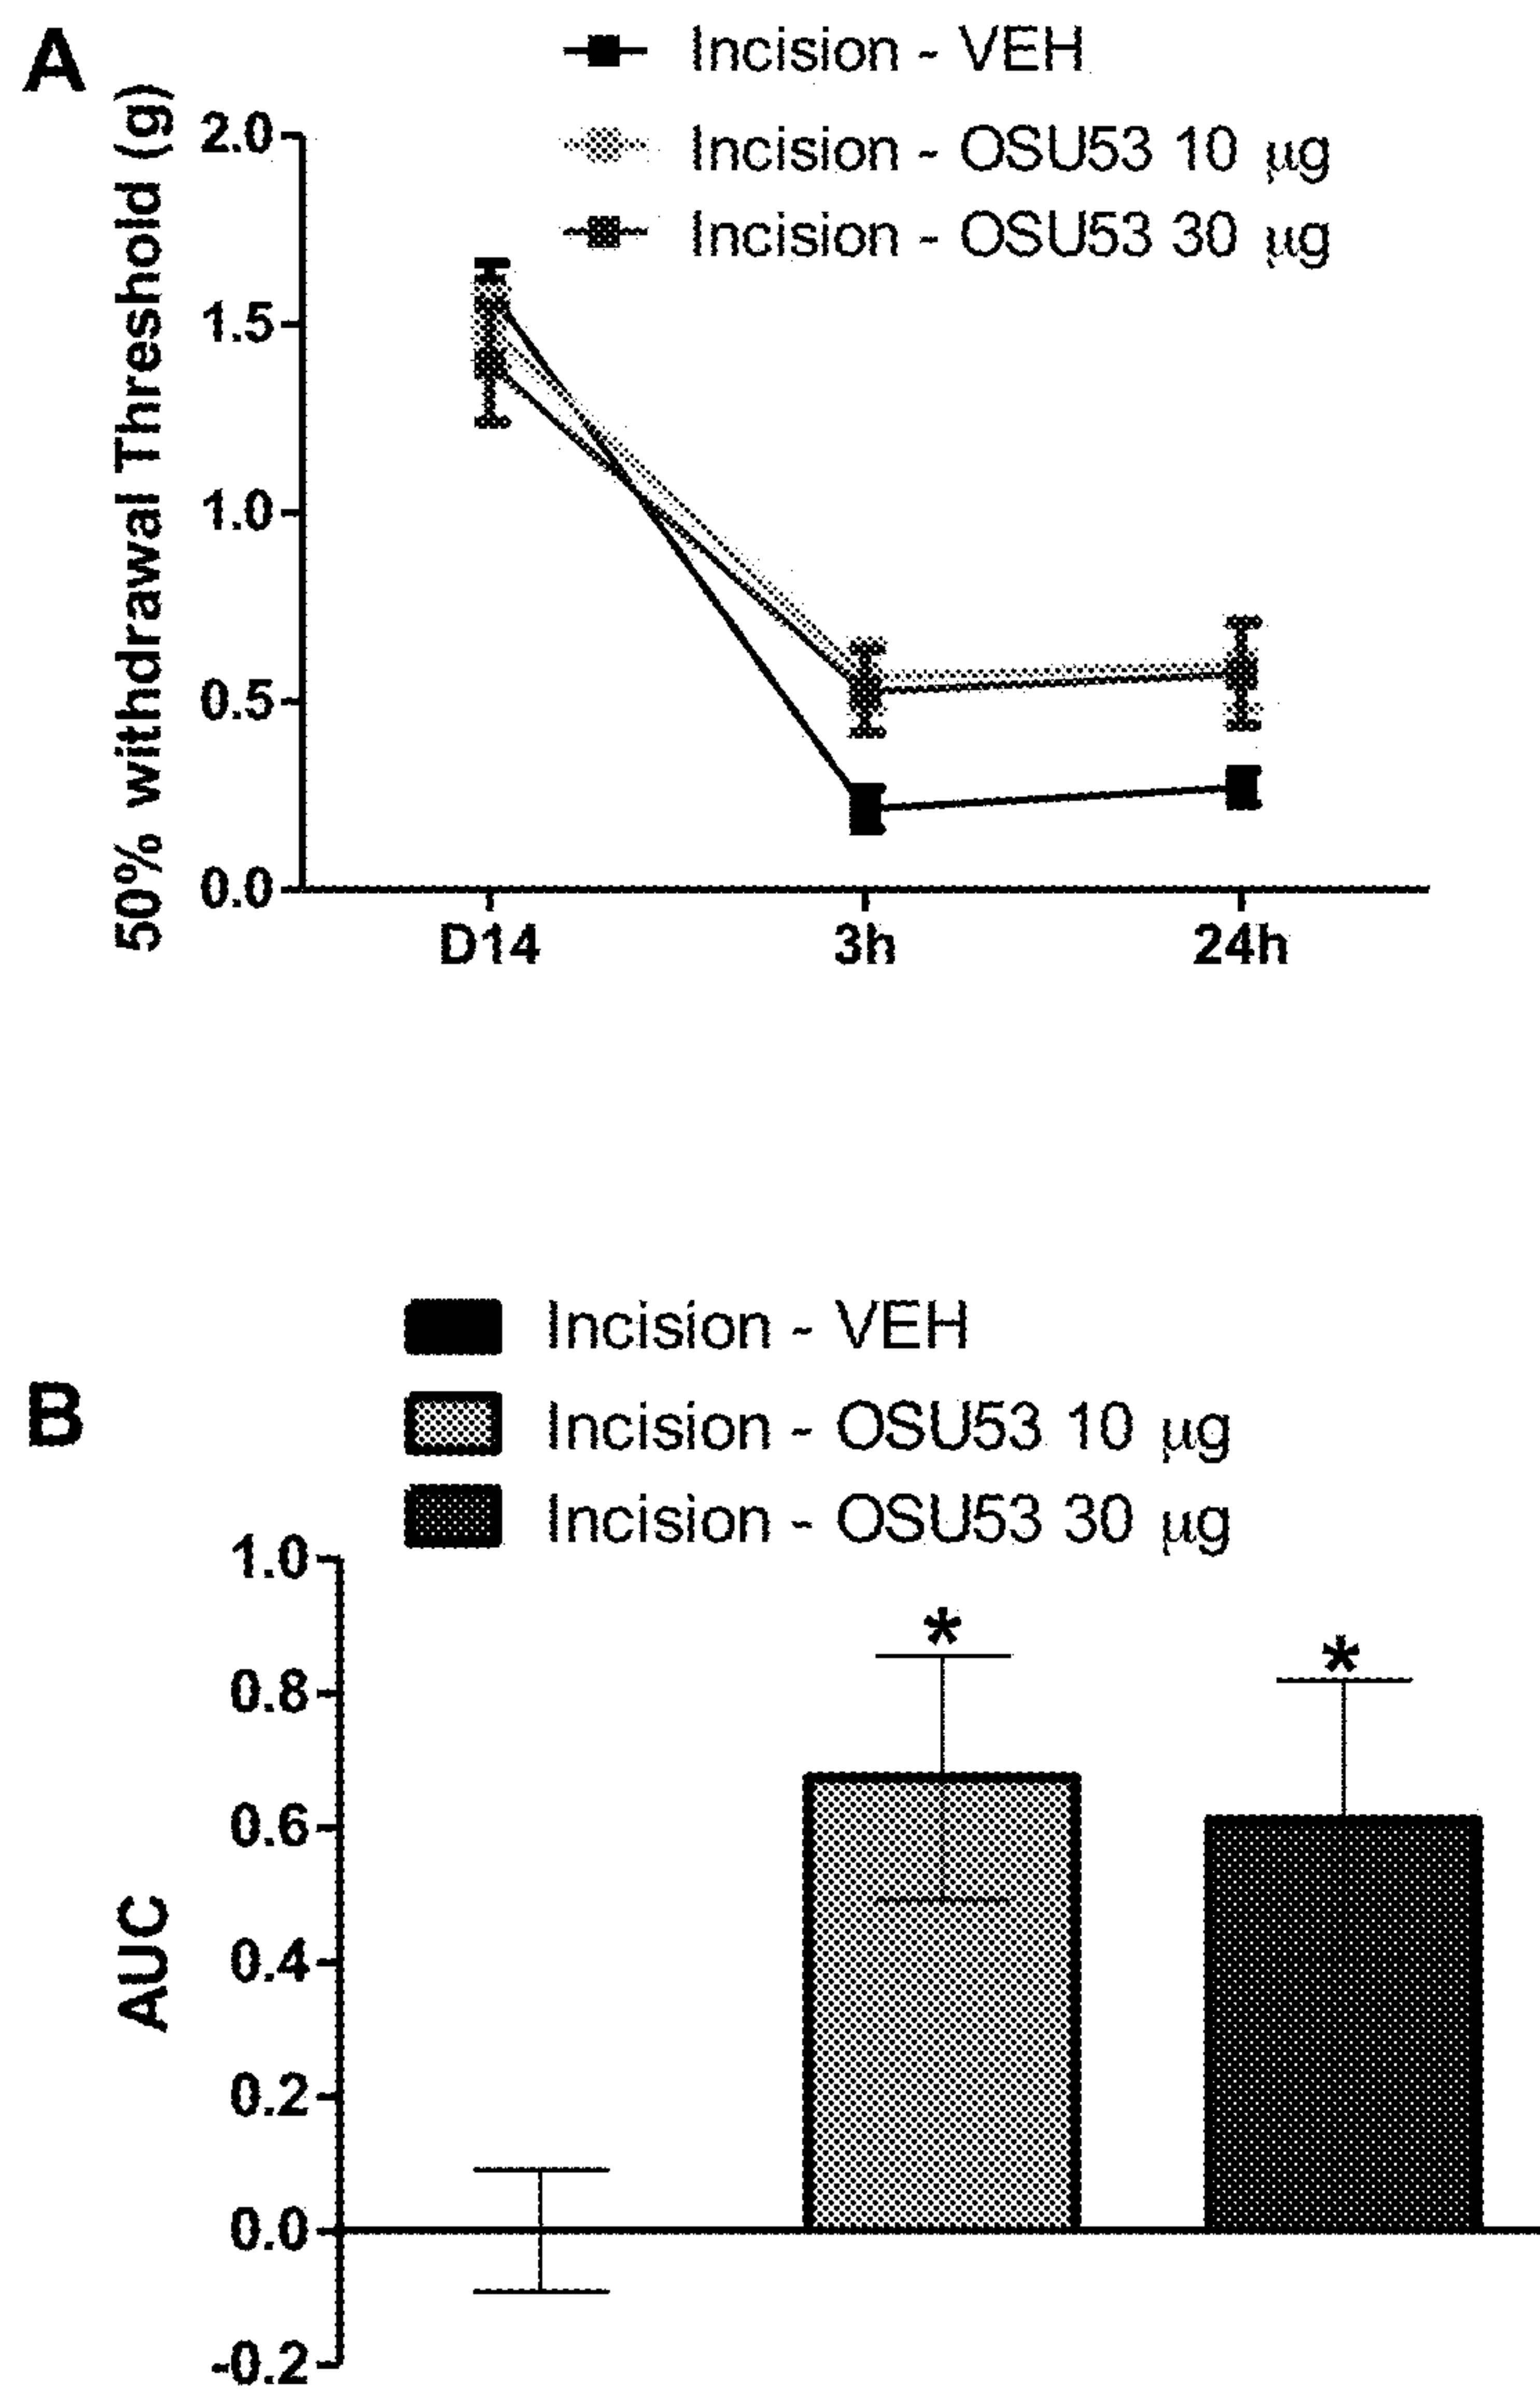 A
Incision - VEH
Incision - OSU53 10 µg
Incision - OSU53 30 µg
50% withdrawal Threshold (g)
2.0
1.5
1.0
0.5
0.0
D14 3h 24h
B
Incision - VEH
Incision - OSU53 10 µg
Incision - OSU53 30 µg
AUC
1.0
0.8
0.6
0.4
0.2
0.0
-0.2
* *